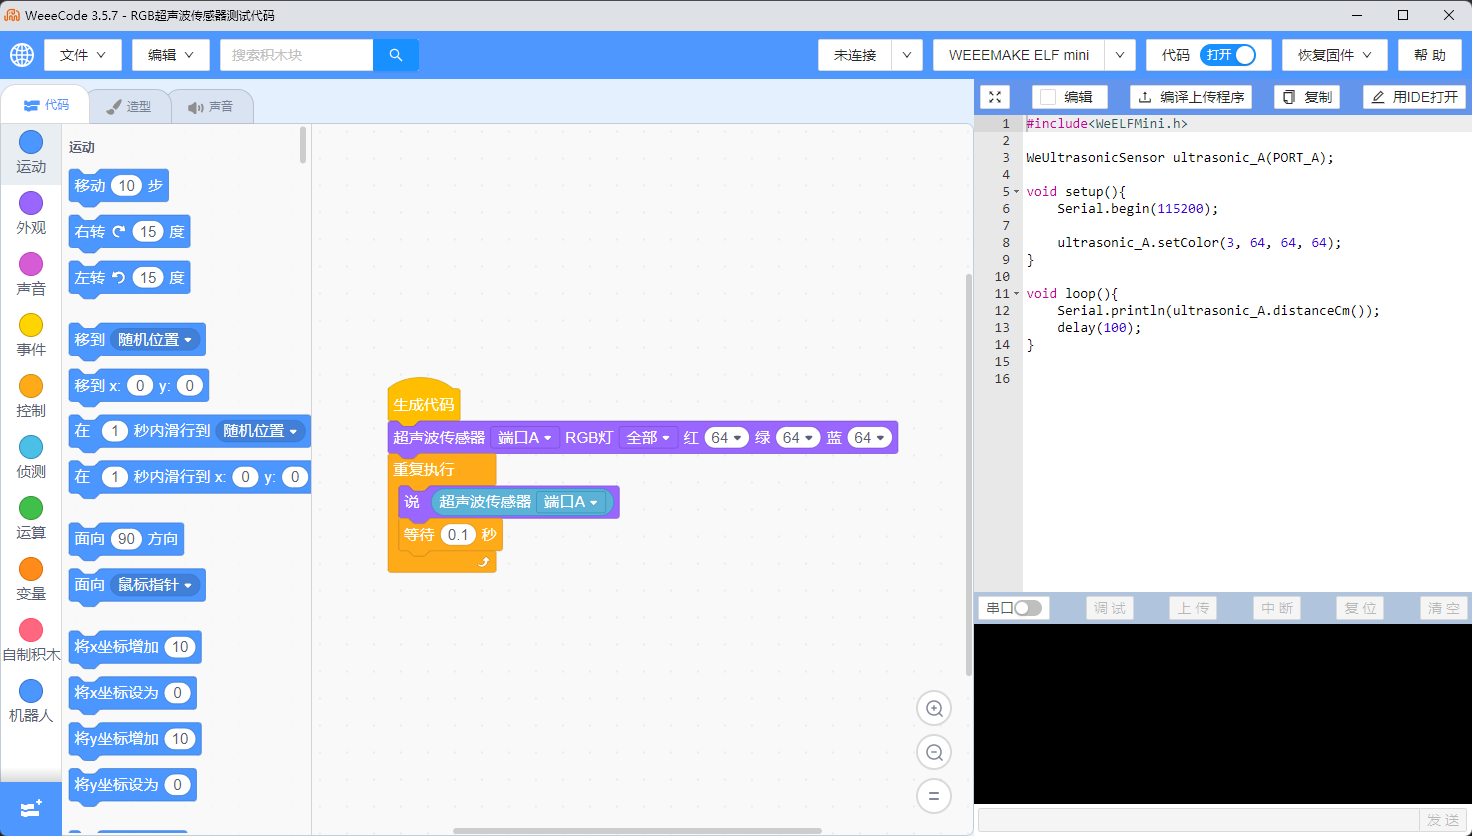 WeeeCode 3.5.7 - RGB超声波传感器测试代码
文件 编辑 搜索积木块 未连接 WEEEMAKE ELF mini 代码 打开 恢复固件 帮 助
代码 造型 声音
编辑 编译上传程序 复制 用IDE打开
运动
外观
声音
事件
控制
侦测
运算
变量
自制积木
机器人
运动
移动 10 步
右转 15 度
左转 15 度
移到 随机位置
移到 x: 0 y: 0
在 1 秒内滑行到 随机位置
在 1 秒内滑行到 x: 0 y: 0
面向 90 方向
面向 鼠标指针
将x坐标增加 10
将x坐标设为 0
将y坐标增加 10
将y坐标设为 0
生成代码
超声波传感器 端口A RGB灯 全部 红 64 绿 64 蓝 64
重复执行
说 超声波传感器 端口A
等待 0.1 秒
1 #include<WeELFMini.h>
2
3 WeUltrasonicSensor ultrasonic_A(PORT_A);
4
5 void setup(){
6 Serial.begin(115200);
7
8 ultrasonic_A.setColor(3, 64, 64, 64);
9 }
10
11 void loop(){
12 Serial.println(ultrasonic_A.distanceCm());
13 delay(100);
14 }
15
16
串口 调 试 上 传 中 断 复 位 清 空
发 送